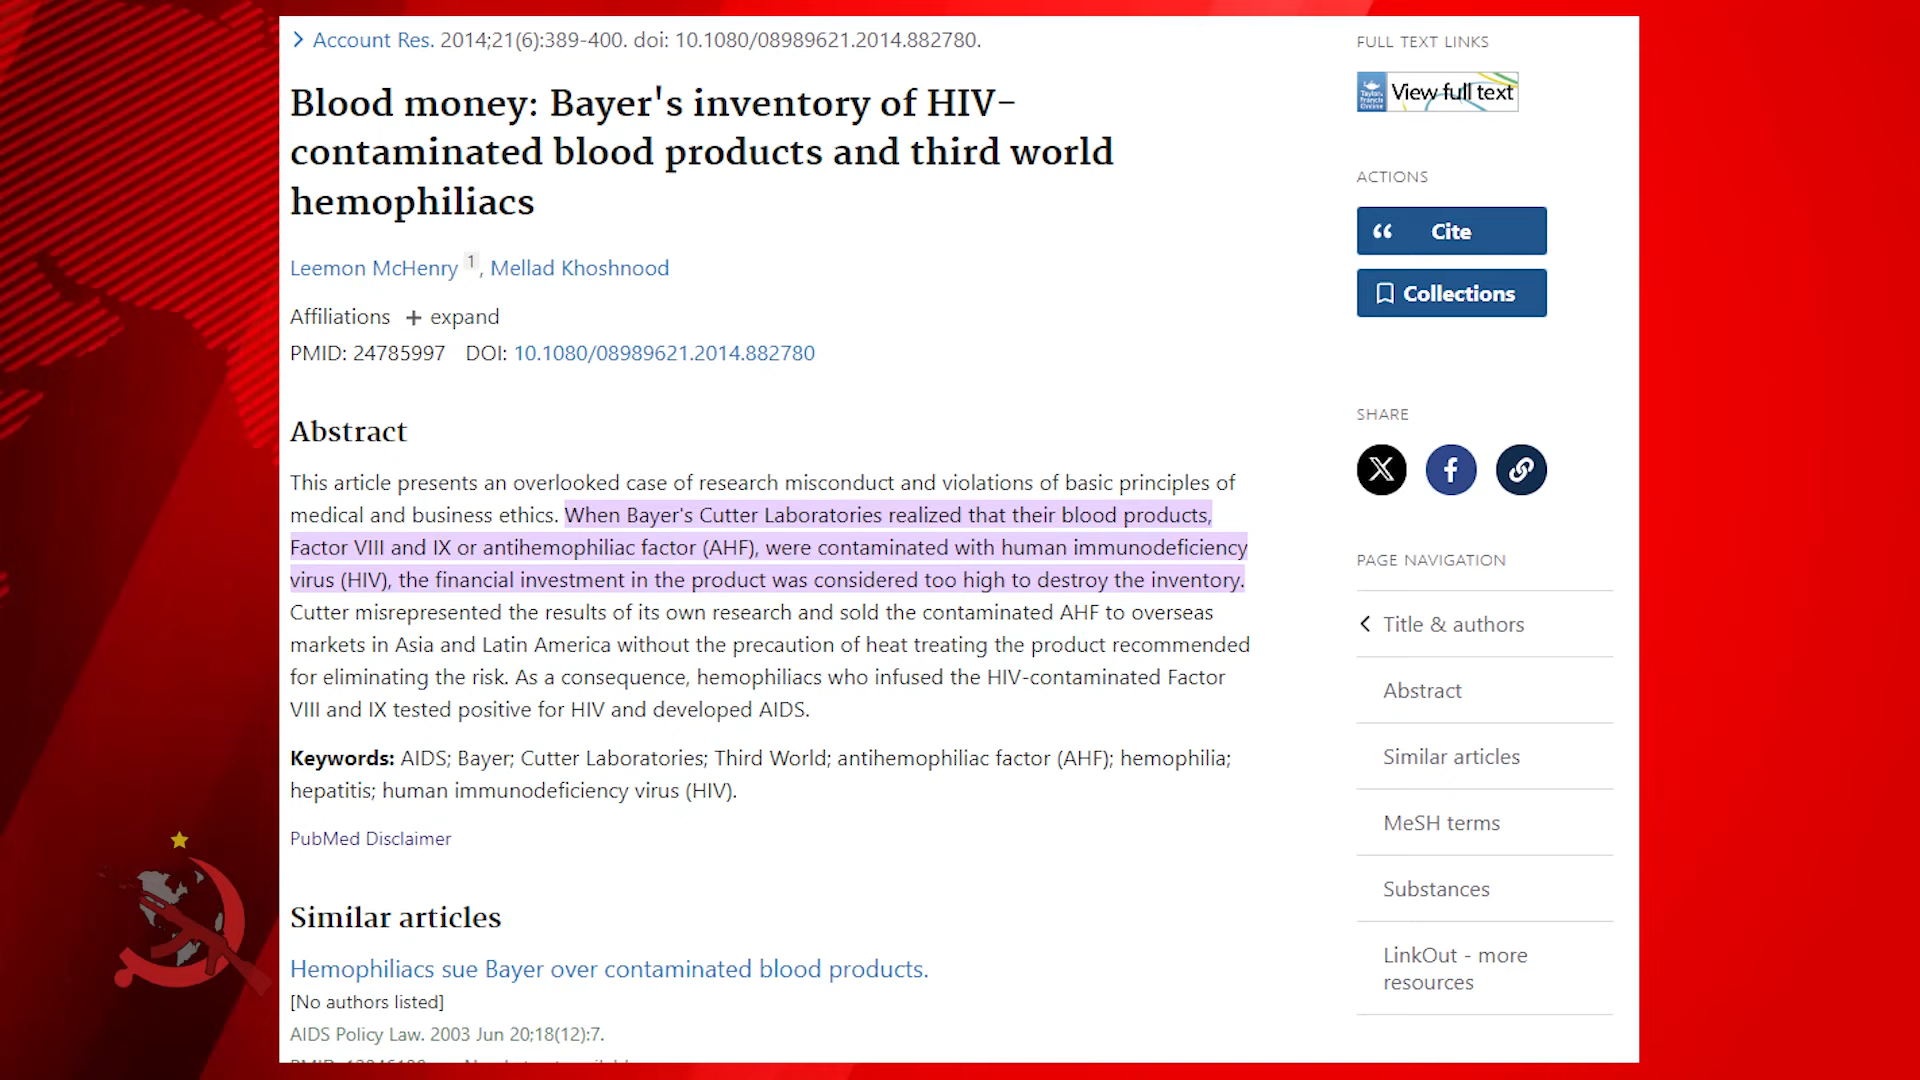 Account Res. 2014;21(6):389-400. doi: 10.1080/08989621.2014.882780.
Blood money: Bayer's inventory of HIV-
contaminated blood products and third world
hemophiliacs
Leemon McHenry 1, Mellad Khoshnood
Affiliations + expand
PMID: 24785997 DOI: 10.1080/08989621.2014.882780
Abstract
This article presents an overlooked case of research misconduct and violations of basic principles of
medical and business ethics. When Bayer's Cutter Laboratories realized that their blood products,
Factor VIII and IX or antihemophiliac factor (AHF), were contaminated with human immunodeficiency
virus (HIV), the financial investment in the product was considered too high to destroy the inventory.
Cutter misrepresented the results of its own research and sold the contaminated AHF to overseas
markets in Asia and Latin America without the precaution of heat treating the product recommended
for eliminating the risk. As a consequence, hemophiliacs who infused the HIV-contaminated Factor
VIII and IX tested positive for HIV and developed AIDS.
Keywords: AIDS; Bayer; Cutter Laboratories; Third World; antihemophiliac factor (AHF); hemophilia;
hepatitis; human immunodeficiency virus (HIV).
PubMed Disclaimer
Similar articles
Hemophiliacs sue Bayer over contaminated blood products.
[No authors listed]
AIDS Policy Law. 2003 Jun 20;18(12):7.
FULL TEXT LINKS
Taylor Francis Online
View full text
ACTIONS
Cite
Collections
SHARE
PAGE NAVIGATION
Title & authors
Abstract
Similar articles
MeSH terms
Substances
LinkOut - more
resources